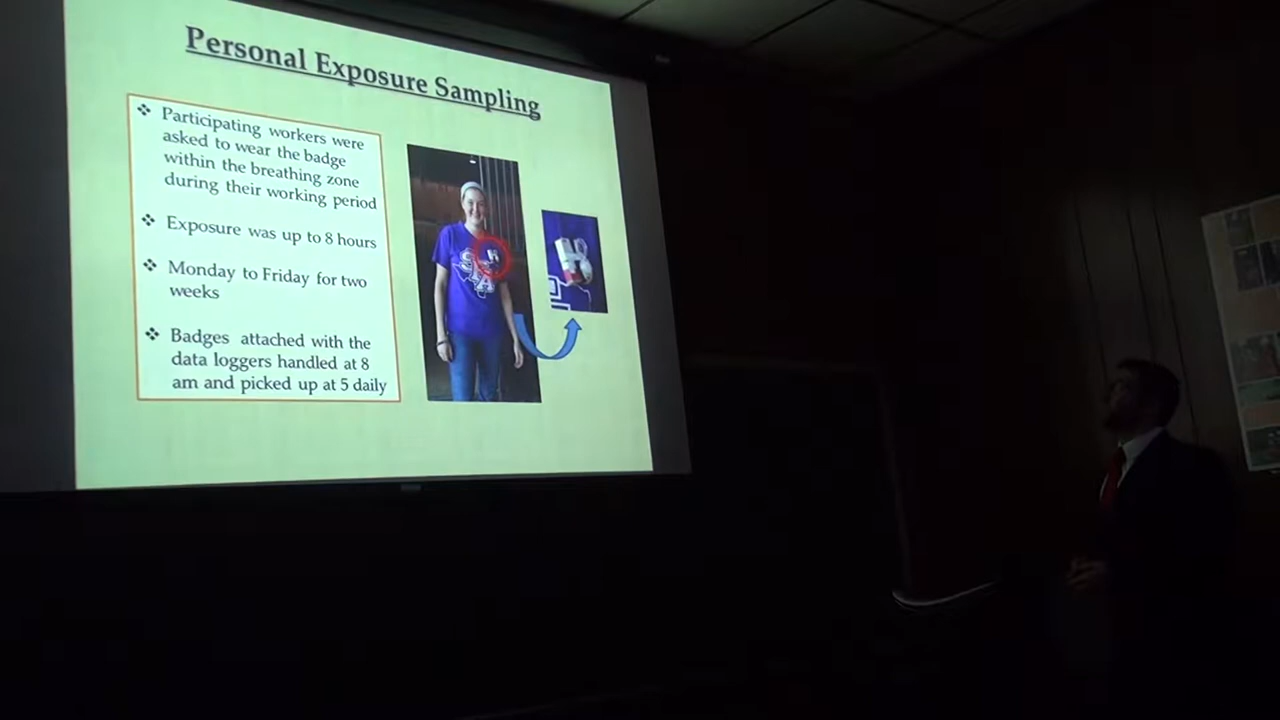 Personal Exposure Sampling
Participating workers were
asked to wear the badge
within the breathing zone
during their working period
Exposure was up to 8 hours
Monday to Friday for two
weeks
Badges attached with the
data loggers handled at 8
am and picked up at 5 daily